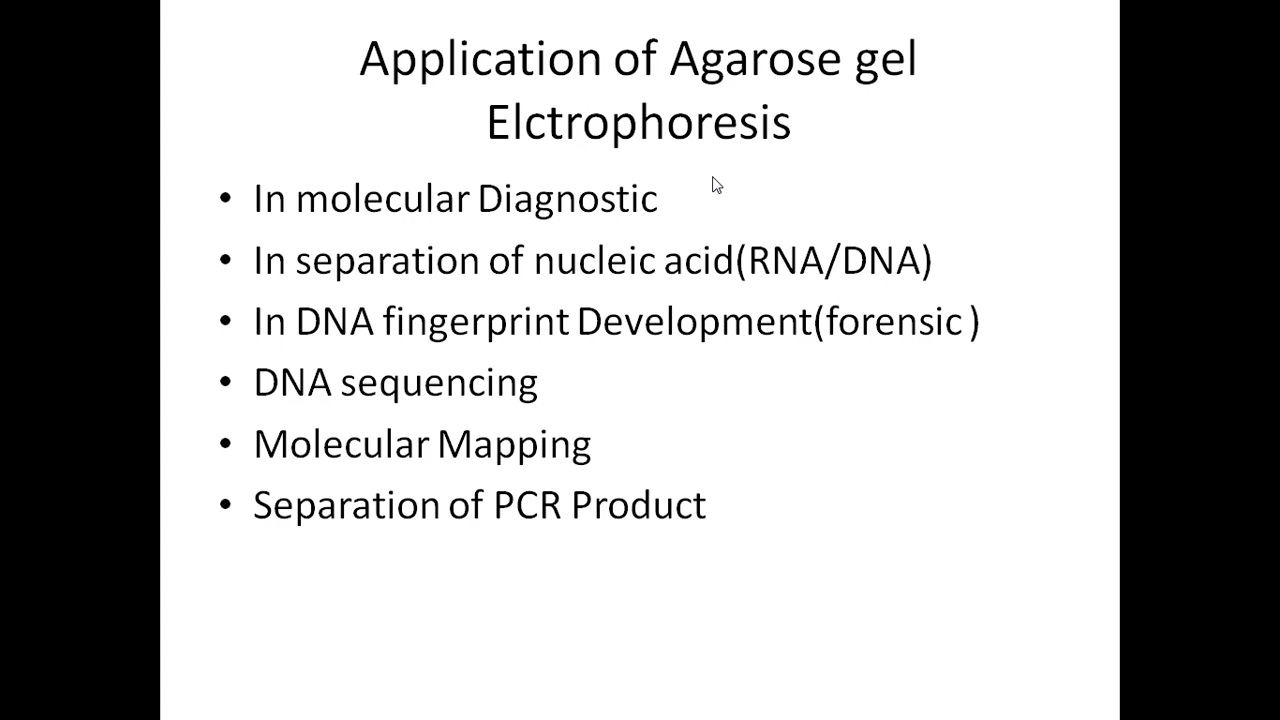 Application of Agarose gel
Elctrophoresis
• In molecular Diagnostic
• In separation of nucleic acid(RNA/DNA)
• In DNA fingerprint Development(forensic )
• DNA sequencing
• Molecular Mapping
• Separation of PCR Product